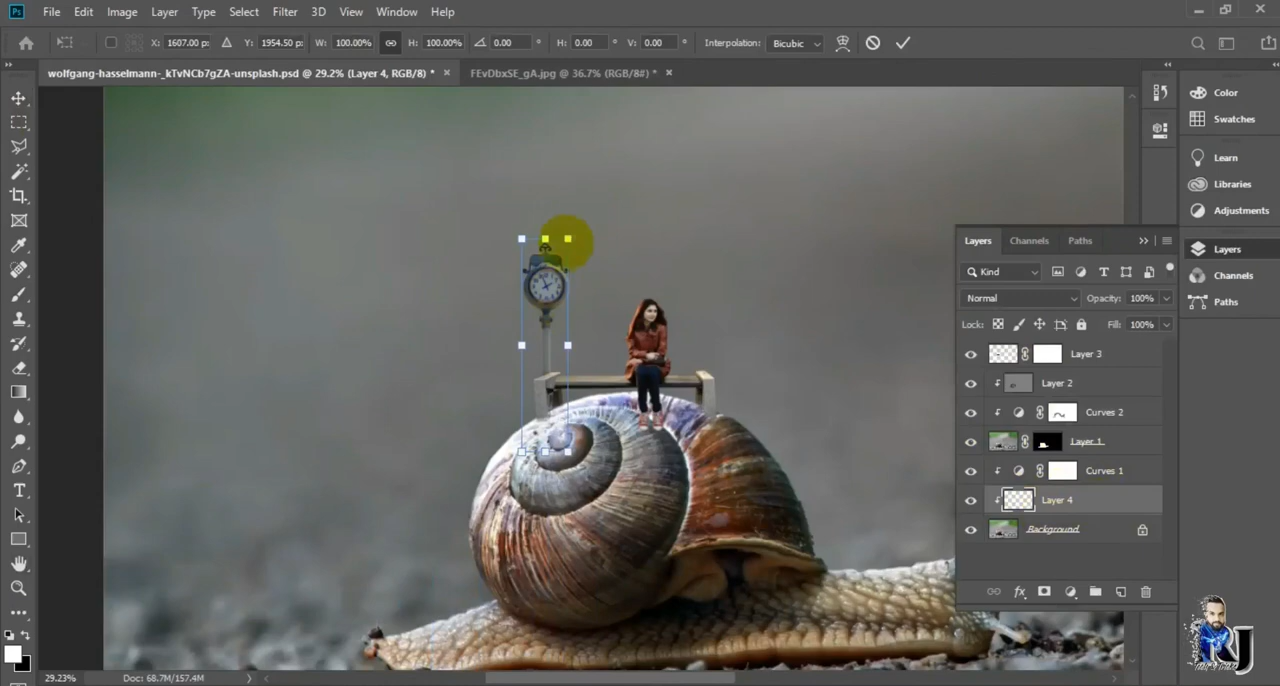 Ps File Edit Image Layer Type Select Filter 3D View Window Help
X: 1607.00 p: Y: 1954.50 p: W: 100.00% H: 100.00% 0.00 ° H: 0.00 ° V: 0.00 ° Interpolation: Bicubic
wolfgang-hasselmann-_kTvNCb7gZA-unsplash.psd @ 29.2% (Layer 4, RGB/8) * × FEvDbxSE_gA.jpg @ 36.7% (RGB/8#) * ×
Color
Swatches
Learn
Libraries
Adjustments
Layers
Channels
Paths
Layers Channels Paths
Kind
Normal Opacity: 100%
Lock: Fill: 100%
Layer 3
Layer 2
Curves 2
Layer 1
Curves 1
Layer 4
Background
fx
29.23% Doc: 68.7M/157.4M